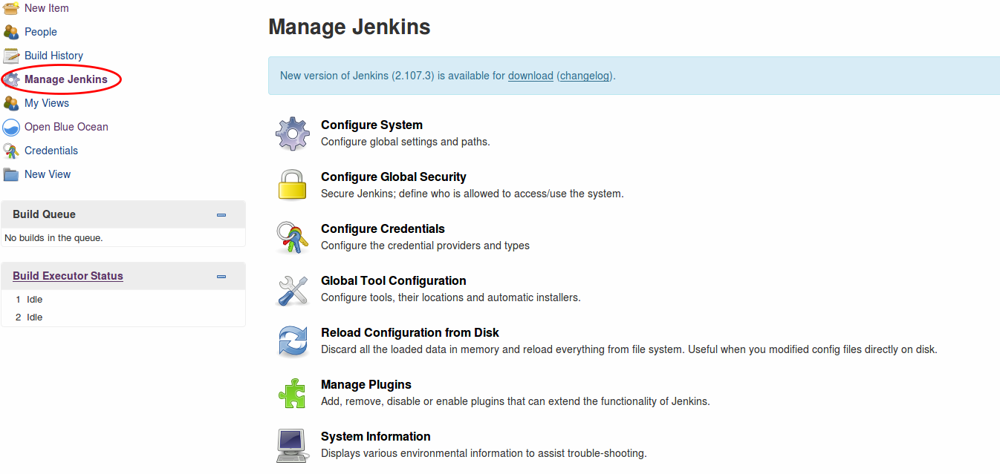 New Item
People
Build History
Manage Jenkins
My Views
Open Blue Ocean
Credentials
New View
Build Queue
No builds in the queue.
Build Executor Status
1 Idle
2 Idle
Manage Jenkins
New version of Jenkins (2.107.3) is available for download (changelog).
Configure System
Configure global settings and paths.
Configure Global Security
Secure Jenkins; define who is allowed to access/use the system.
Configure Credentials
Configure the credential providers and types
Global Tool Configuration
Configure tools, their locations and automatic installers.
Reload Configuration from Disk
Discard all the loaded data in memory and reload everything from file system. Useful when you modified config files directly on disk.
Manage Plugins
Add, remove, disable or enable plugins that can extend the functionality of Jenkins.
System Information
Displays various environmental information to assist trouble-shooting.